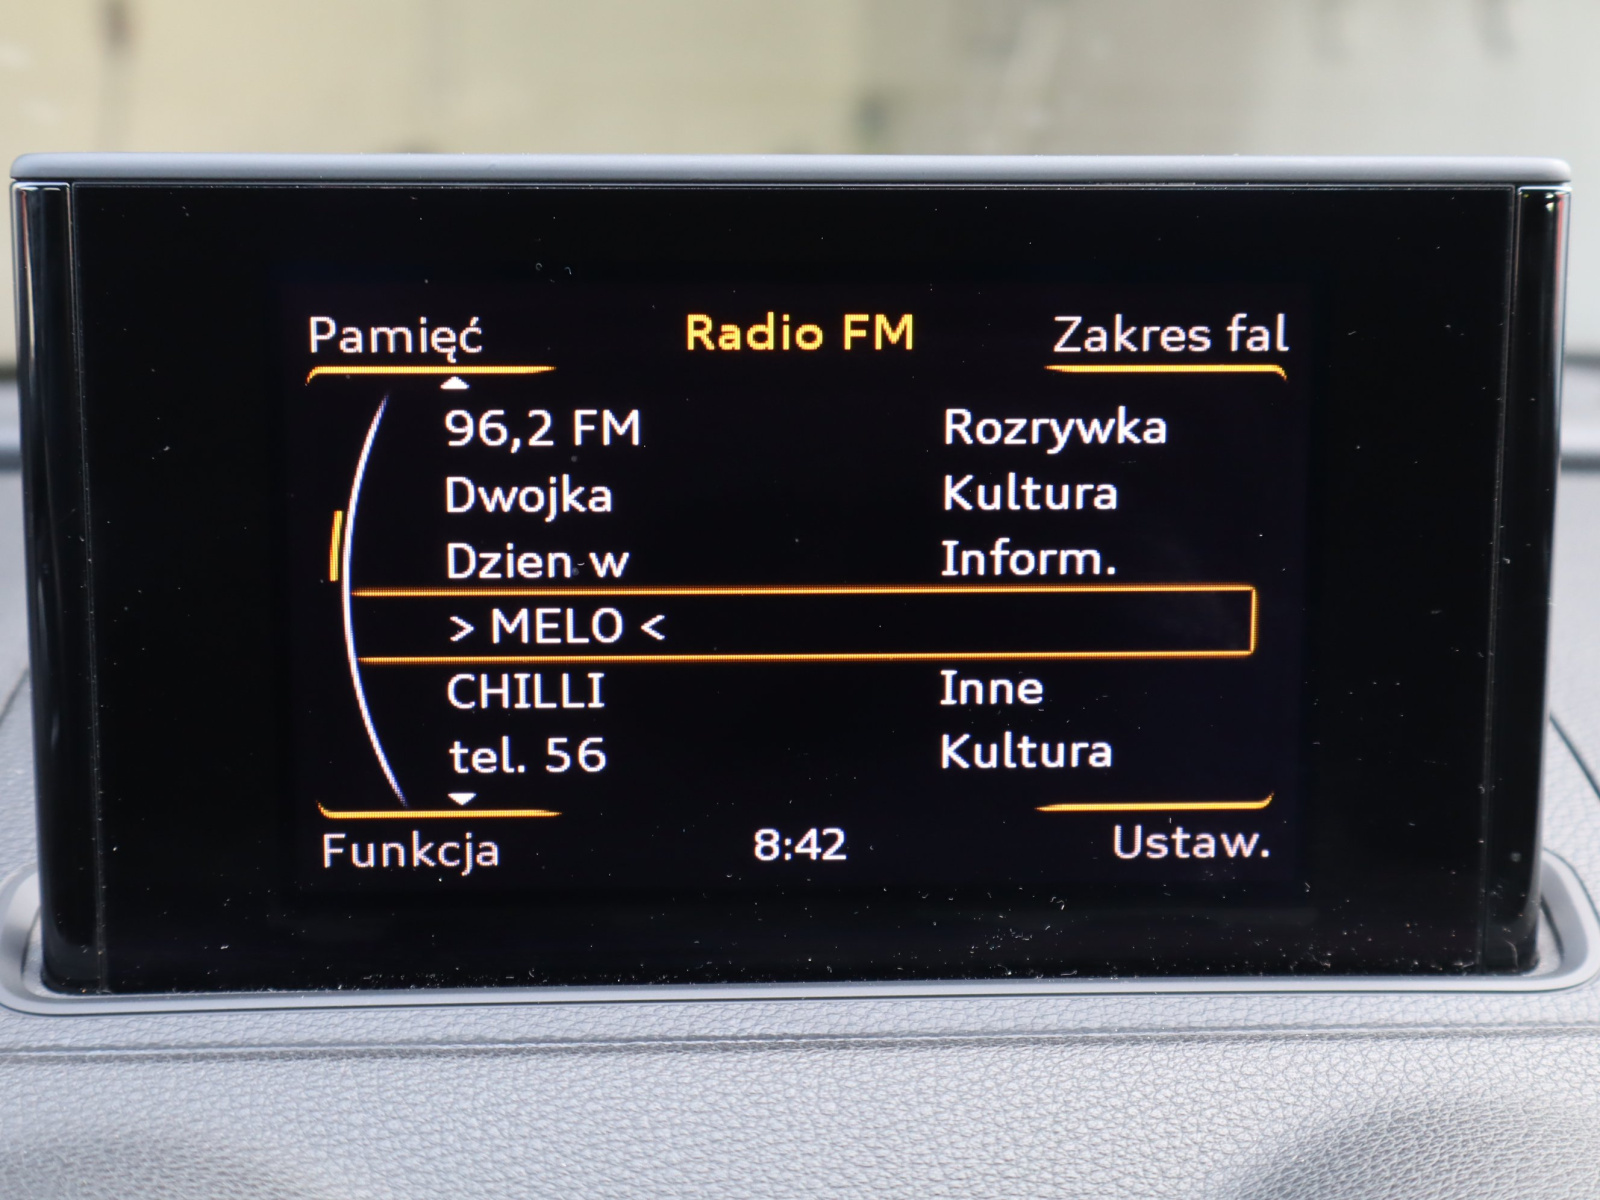 Pamięć Radio FM Zakres fal
96,2 FM Rozrywka
Dwojka Kultura
Dzien w Inform.
> MELO <
CHILLI Inne
tel. 56 Kultura
Funkcja 8:42 Ustaw.